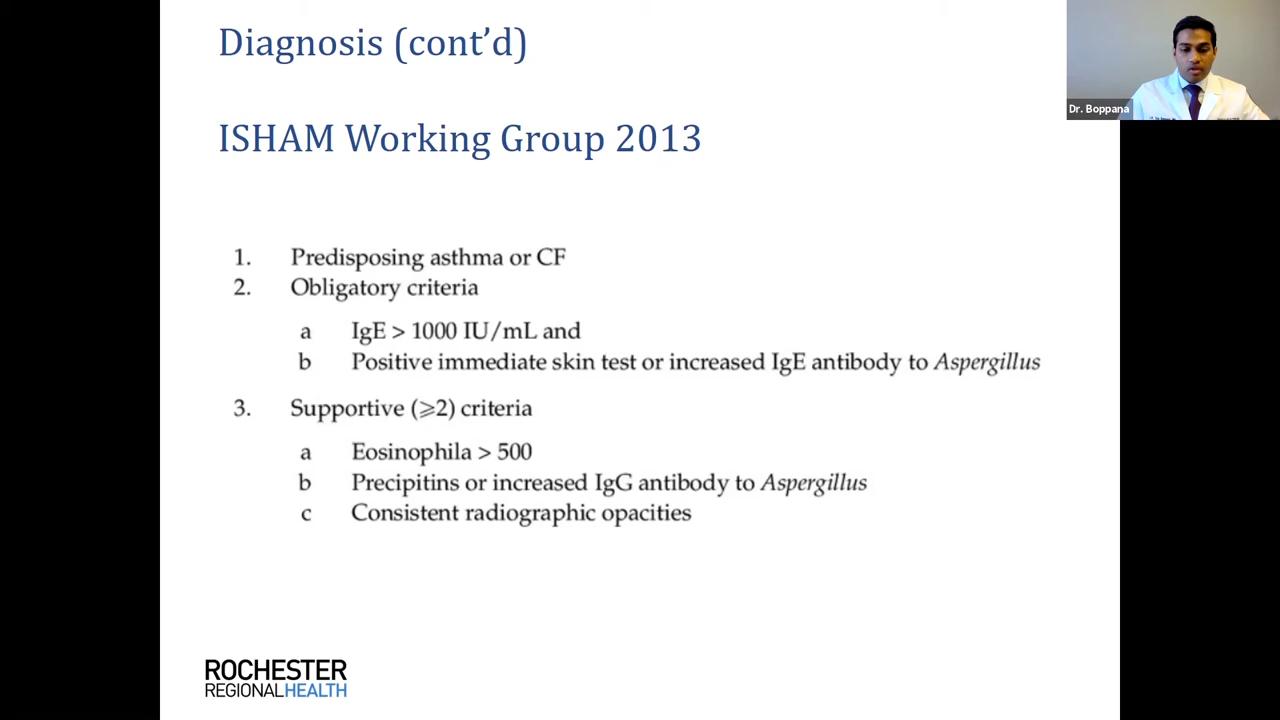 Diagnosis (cont’d)
ISHAM Working Group 2013
1. Predisposing asthma or CF
2. Obligatory criteria
a IgE > 1000 IU/mL and
b Positive immediate skin test or increased IgE antibody to Aspergillus
3. Supportive (⩾2) criteria
a Eosinophila > 500
b Precipitins or increased IgG antibody to Aspergillus
c Consistent radiographic opacities
ROCHESTER
REGIONALHEALTH
Dr. Boppana